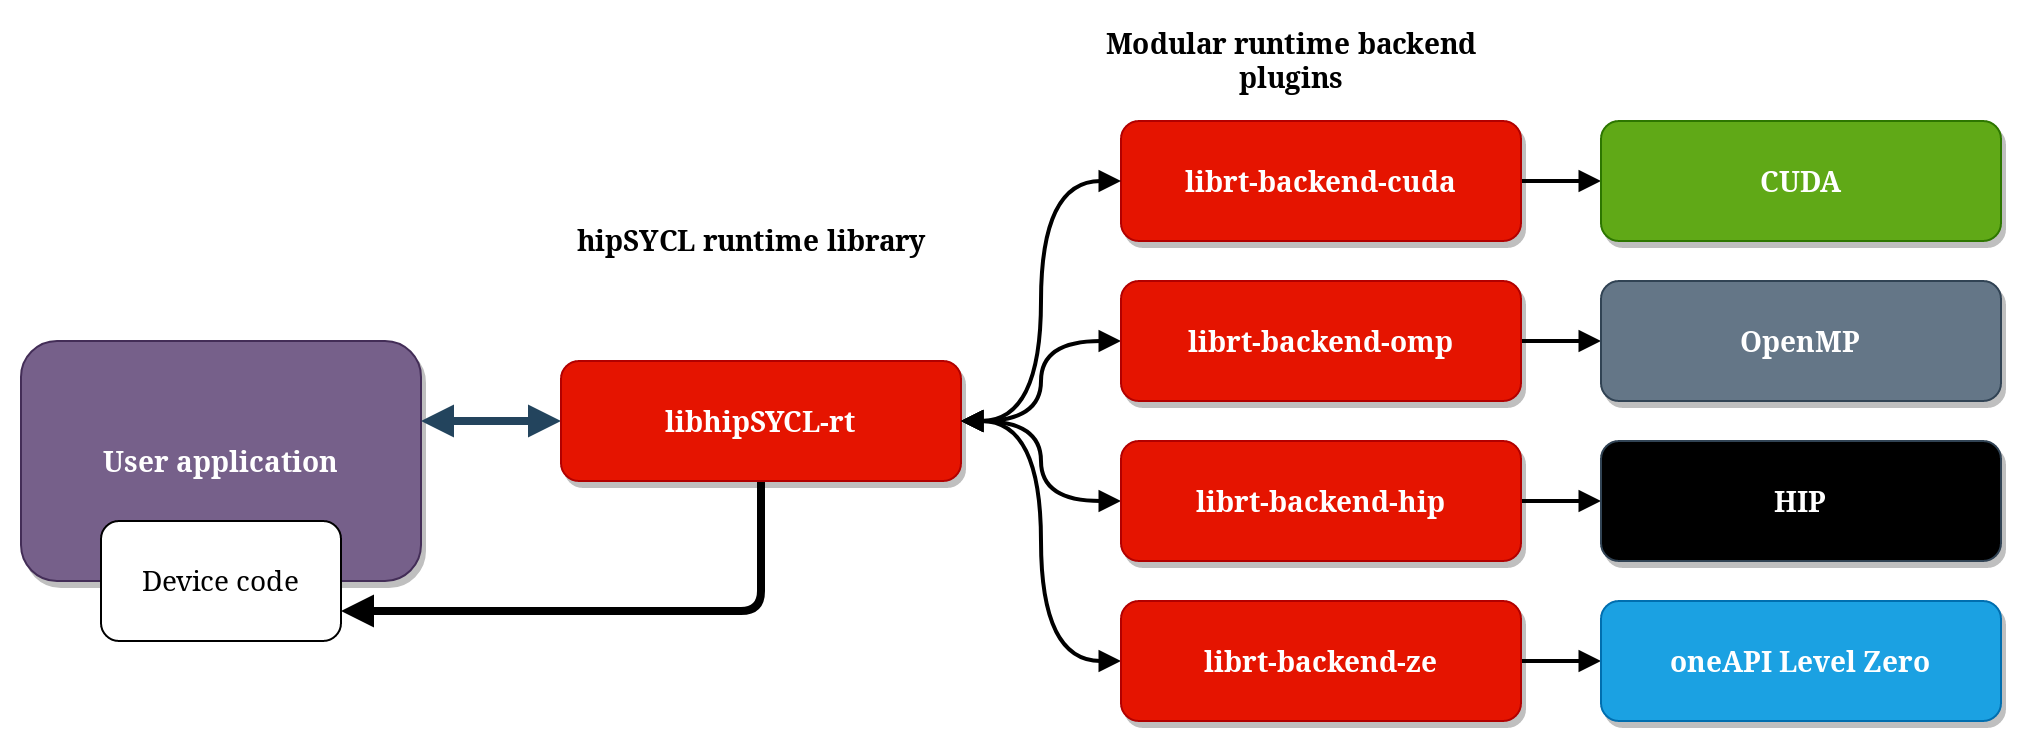 Modular runtime backend
plugins
librt-backend-cuda
CUDA
hipSYCL runtime library
librt-backend-omp
OpenMP
libhipSYCL-rt
User application
librt-backend-hip
HIP
Device code
librt-backend-ze
oneAPI Level Zero